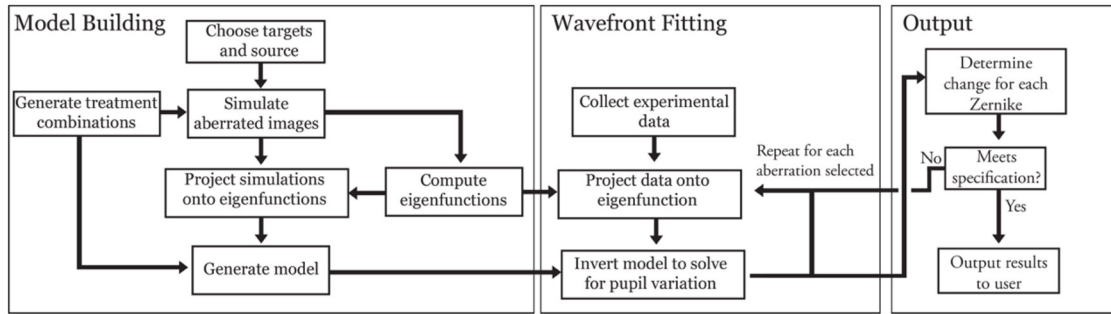 Model Building
Choose targets
and source
Generate treatment
combinations
Simulate
aberrated images
Project simulations
onto eigenfunctions
Compute
eigenfunctions
Generate model
Wavefront Fitting
Collect experimental
data
Repeat for each
aberration selected
Project data onto
eigenfunction
Invert model to solve
for pupil variation
Output
Determine
change for each
Zernike
No
Meets
specification?
Yes
Output results
to user